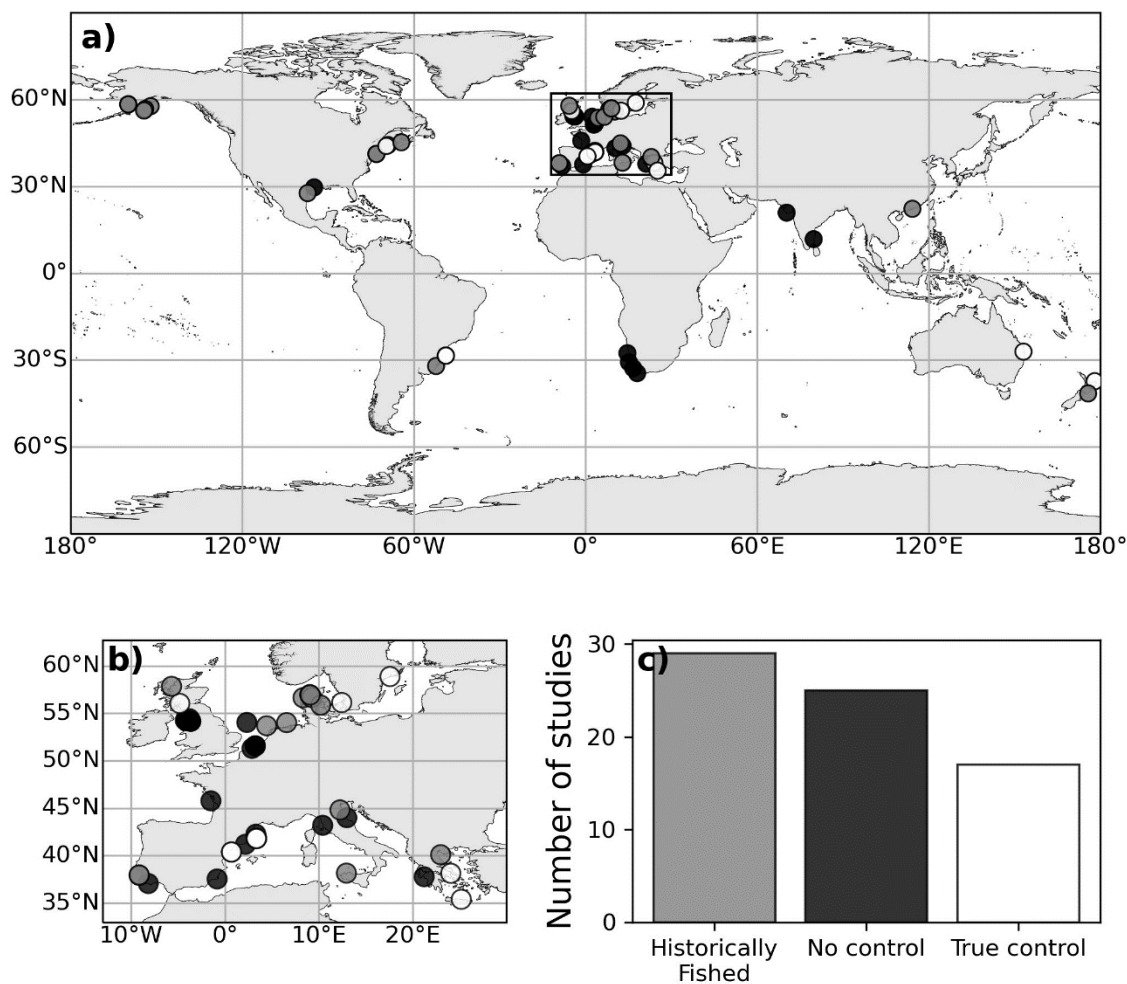 a)
60°N
30°N
0°
30°S
60°S
180°
120°W
60°W
0°
60°E
120°E
180°
b)
60°N
55°N
50°N
45°N
40°N
35°N
10°W
0°
10°E
20°E
c)
Number of studies
30
20
10
0
Historically
Fished
No control
True control